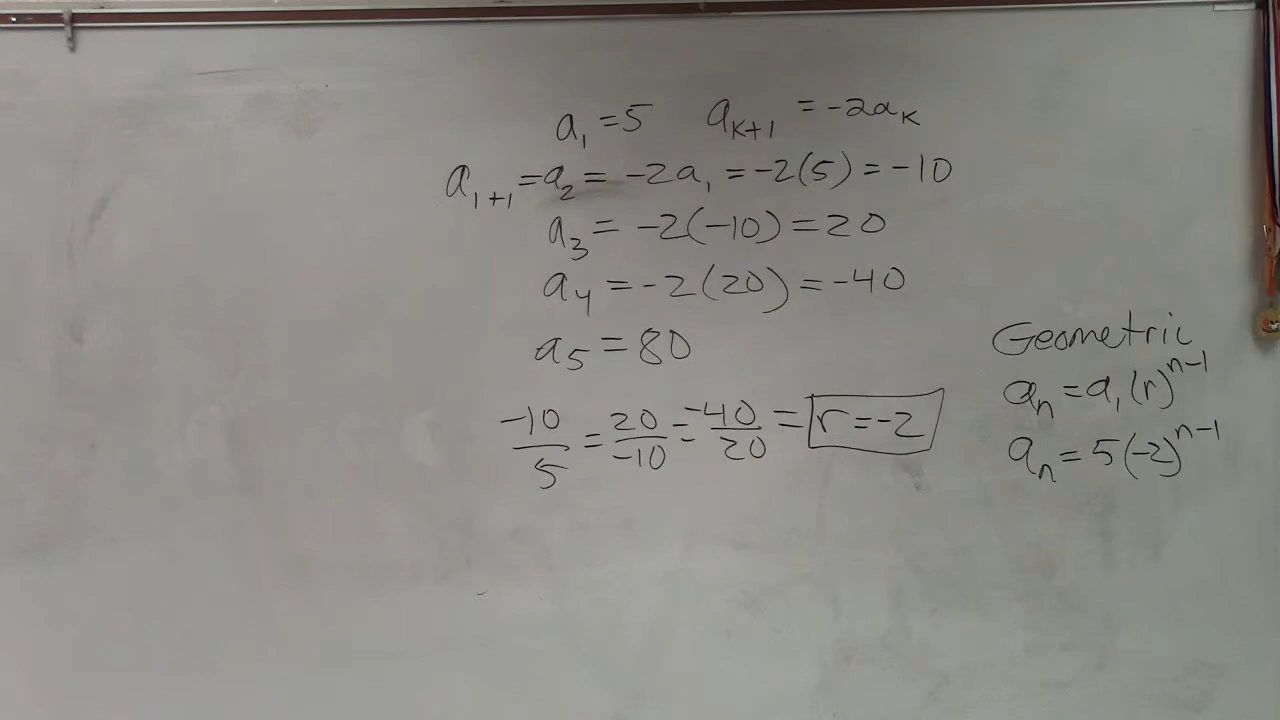 a₁ = 5 aₖ₊₁ = -2aₖ
a₁₊₁ = a₂ = -2a₁ = -2(5) = -10
a₃ = -2(-10) = 20
a₄ = -2(20) = -40
a₅ = 80
-10/5 = 20/-10 = -40/20 = r = -2
Geometric
aₙ = a₁(r)ⁿ⁻¹
aₙ = 5(-2)ⁿ⁻¹